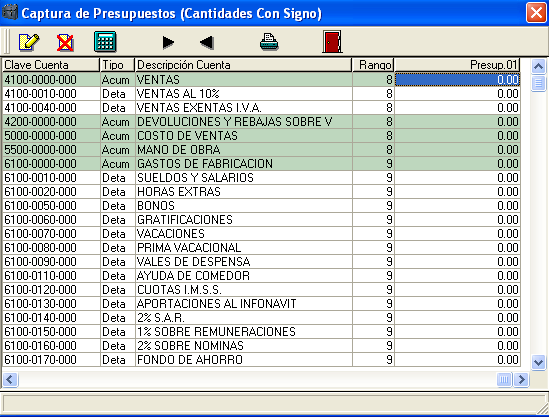 Captura de Presupuestos (Cantidades Con Signo)
Clave Cuenta Tipo Descripción Cuenta Rango Presup.01
4100-0000-000 Acum VENTAS 8 0.00
4100-0010-000 Deta VENTAS AL 10% 8 0.00
4100-0040-000 Deta VENTAS EXENTAS I.V.A. 8 0.00
4200-0000-000 Acum DEVOLUCIONES Y REBAJAS SOBRE V 8 0.00
5000-0000-000 Acum COSTO DE VENTAS 8 0.00
5500-0000-000 Acum MANO DE OBRA 8 0.00
6100-0000-000 Acum GASTOS DE FABRICACION 9 0.00
6100-0010-000 Deta SUELDOS Y SALARIOS 9 0.00
6100-0020-000 Deta HORAS EXTRAS 9 0.00
6100-0050-000 Deta BONOS 9 0.00
6100-0060-000 Deta GRATIFICACIONES 9 0.00
6100-0070-000 Deta VACACIONES 9 0.00
6100-0080-000 Deta PRIMA VACACIONAL 9 0.00
6100-0090-000 Deta VALES DE DESPENSA 9 0.00
6100-0110-000 Deta AYUDA DE COMEDOR 9 0.00
6100-0120-000 Deta CUOTAS I.M.S.S. 9 0.00
6100-0130-000 Deta APORTACIONES AL INFONAVIT 9 0.00
6100-0140-000 Deta 2% S.A.R. 9 0.00
6100-0150-000 Deta 1% SOBRE REMUNERACIONES 9 0.00
6100-0160-000 Deta 2% SOBRE NOMINAS 9 0.00
6100-0170-000 Deta FONDO DE AHORRO 9 0.00